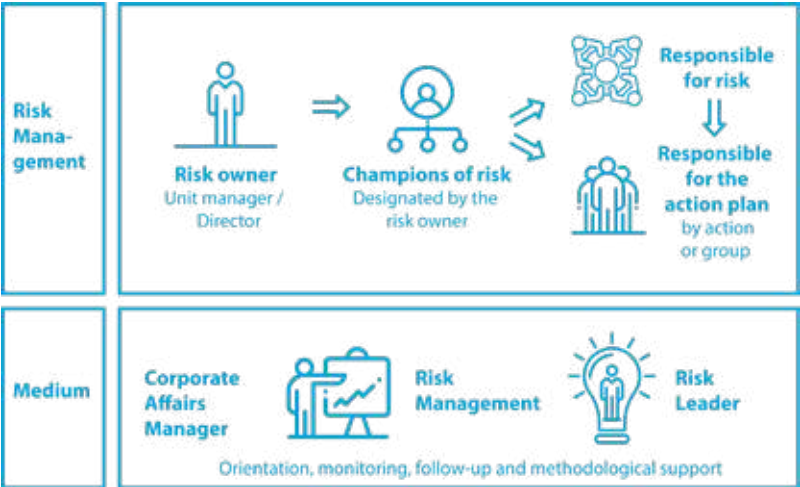 Risk
Mana-
gement
Risk owner
Unit manager /
Director
Champions of risk
Designated by the
risk owner
Responsible
for risk
Responsible
for the
action plan
by action
or group
Medium
Corporate
Affairs
Manager
Risk
Management
Risk
Leader
Orientation, monitoring, follow-up and methodological support